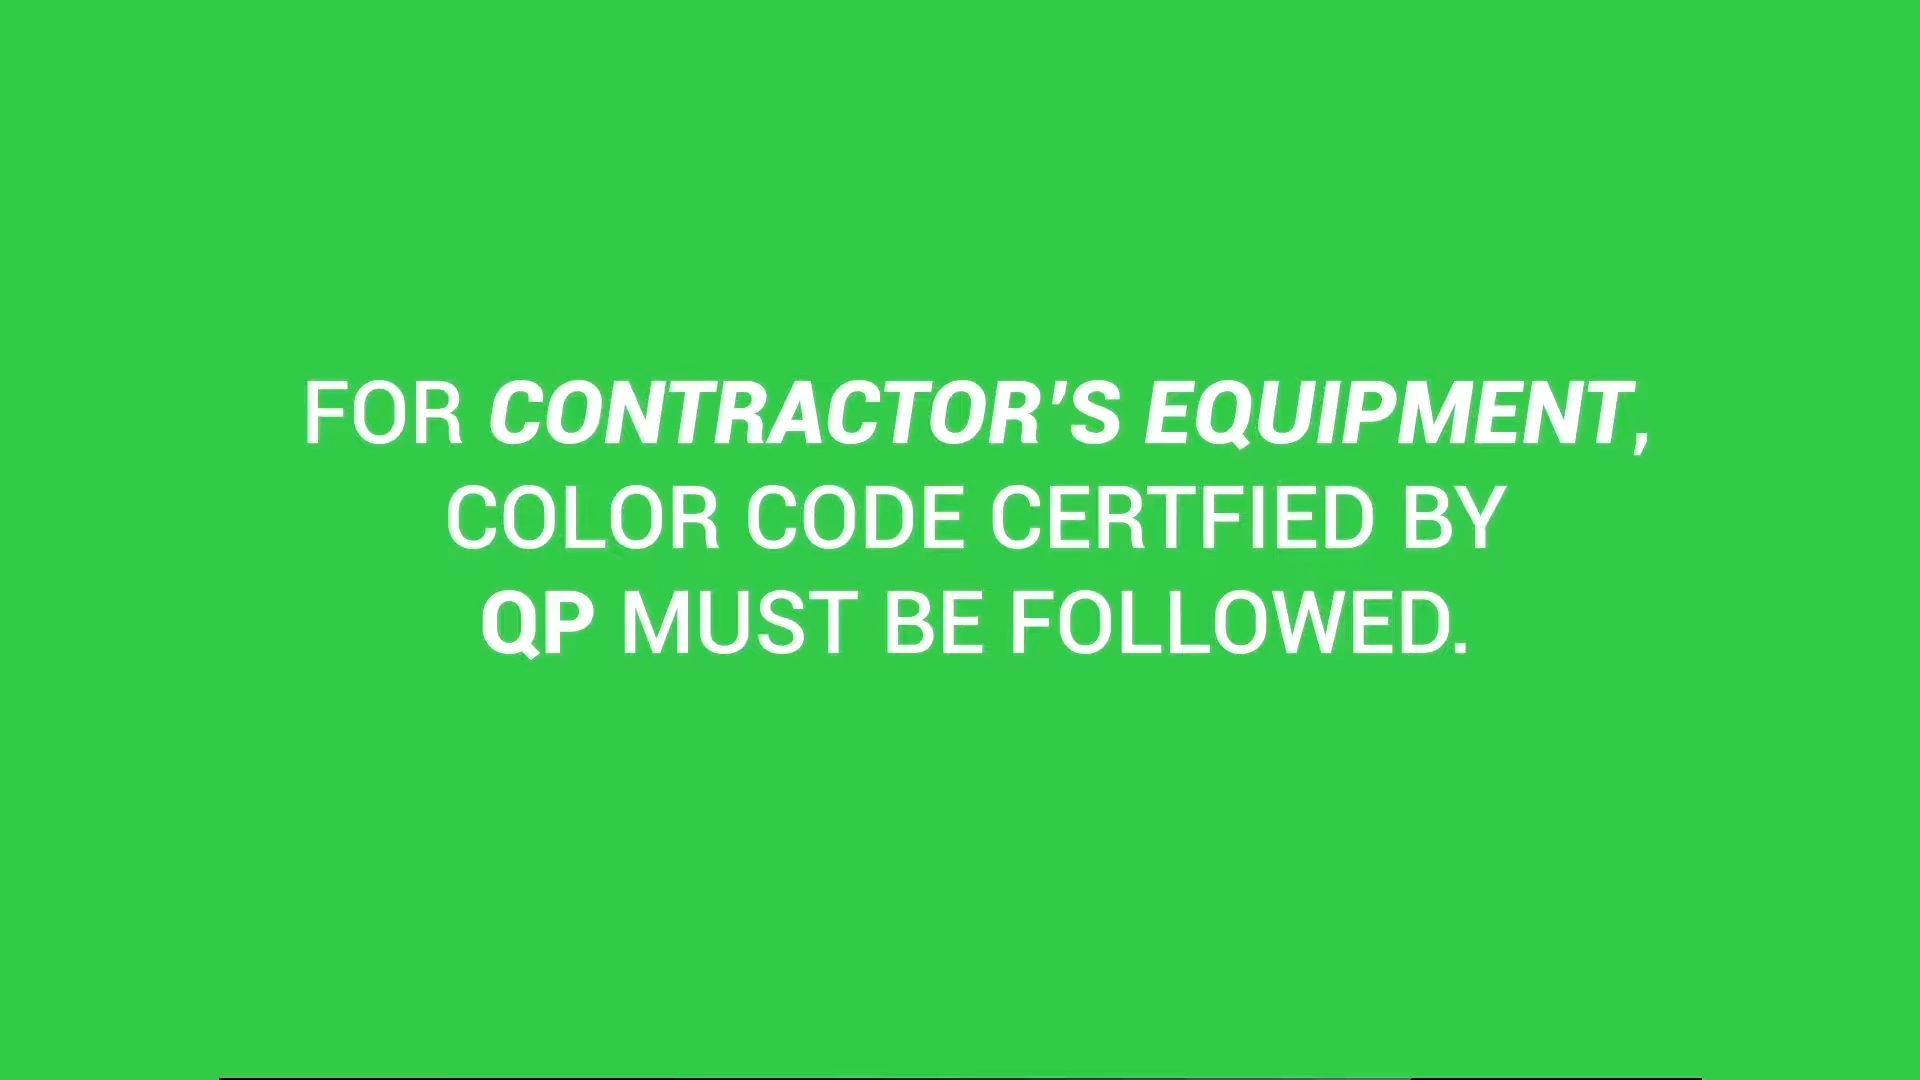 FOR CONTRACTOR'S EQUIPMENT,
COLOR CODE CERTFIED BY
QP MUST BE FOLLOWED.